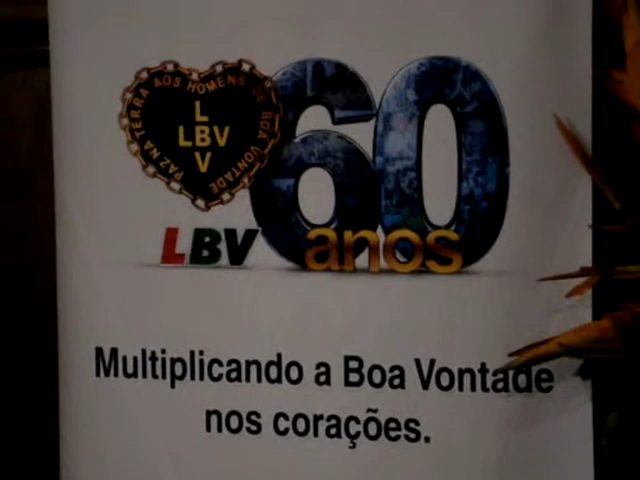 PAZ NA TERRA AOS HOMENS DE BOA VONTADE
L
LBV
V
60
LBV anos
Multiplicando a Boa Vontade
nos corações.